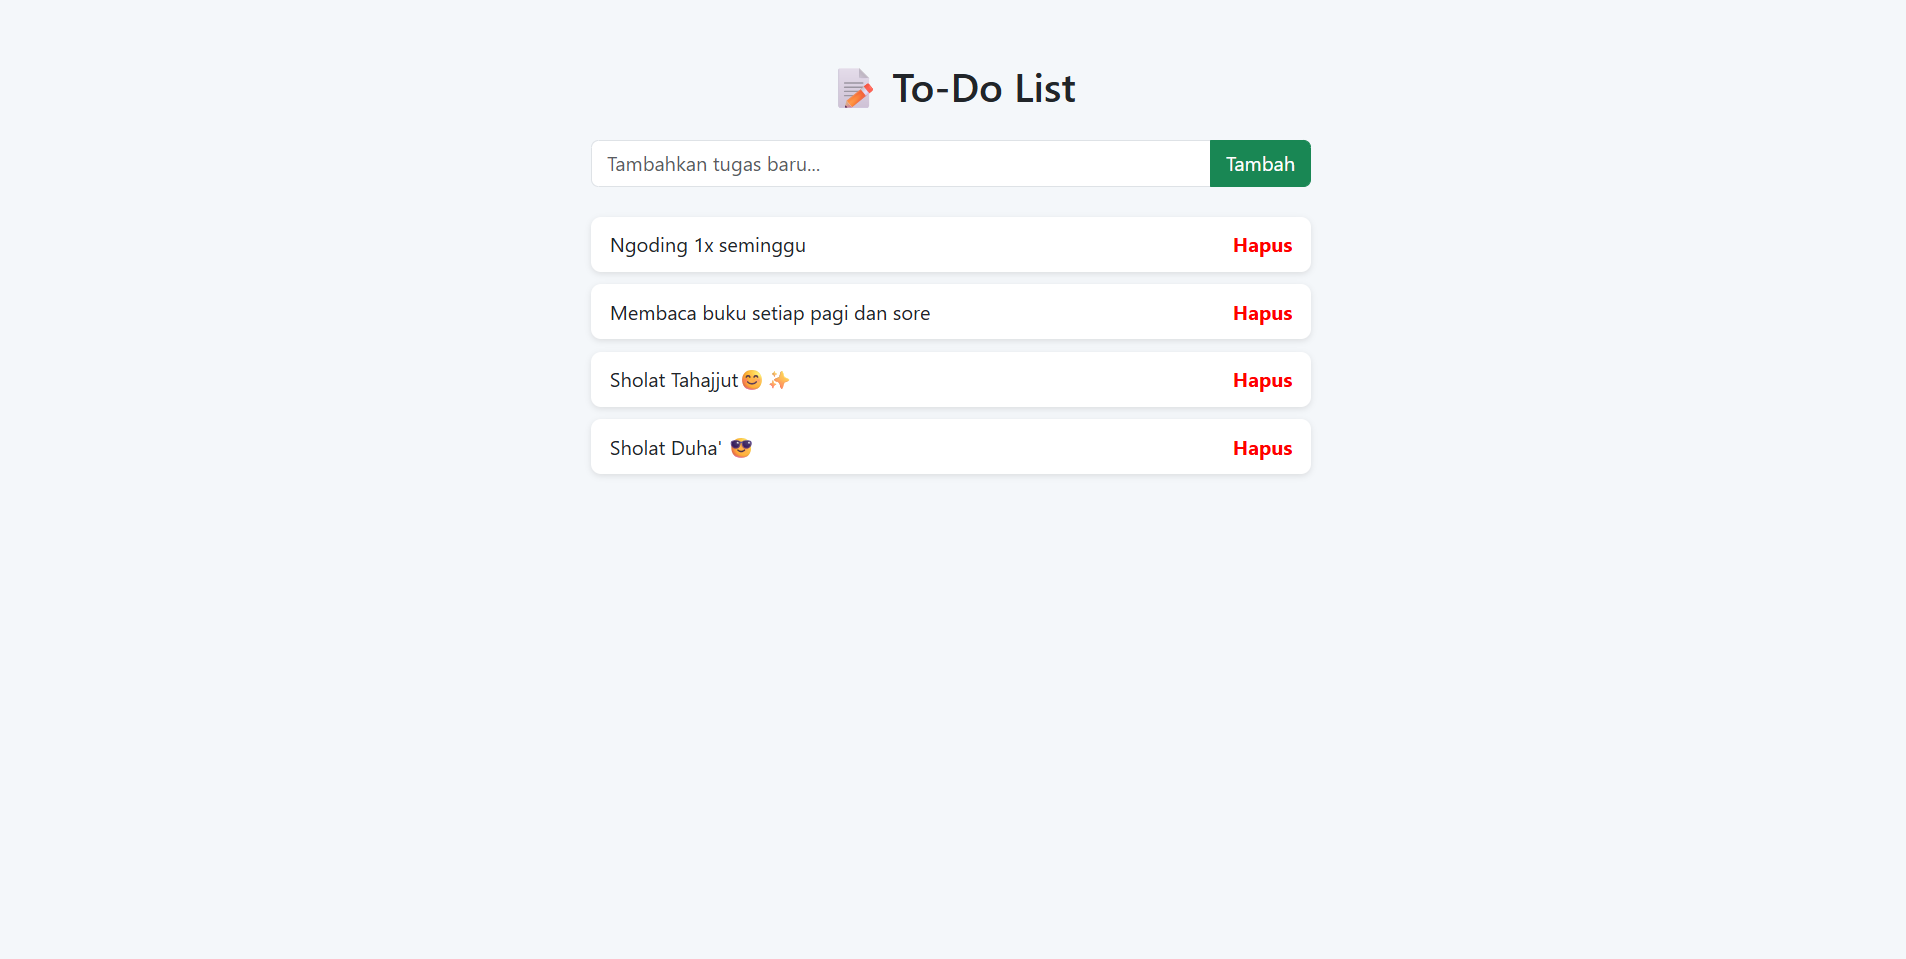 📝 To-Do List
Tambahkan tugas baru... Tambah
Ngoding 1x seminggu Hapus
Membaca buku setiap pagi dan sore Hapus
Sholat Tahajjut😊 ✨ Hapus
Sholat Duha' 😎 Hapus